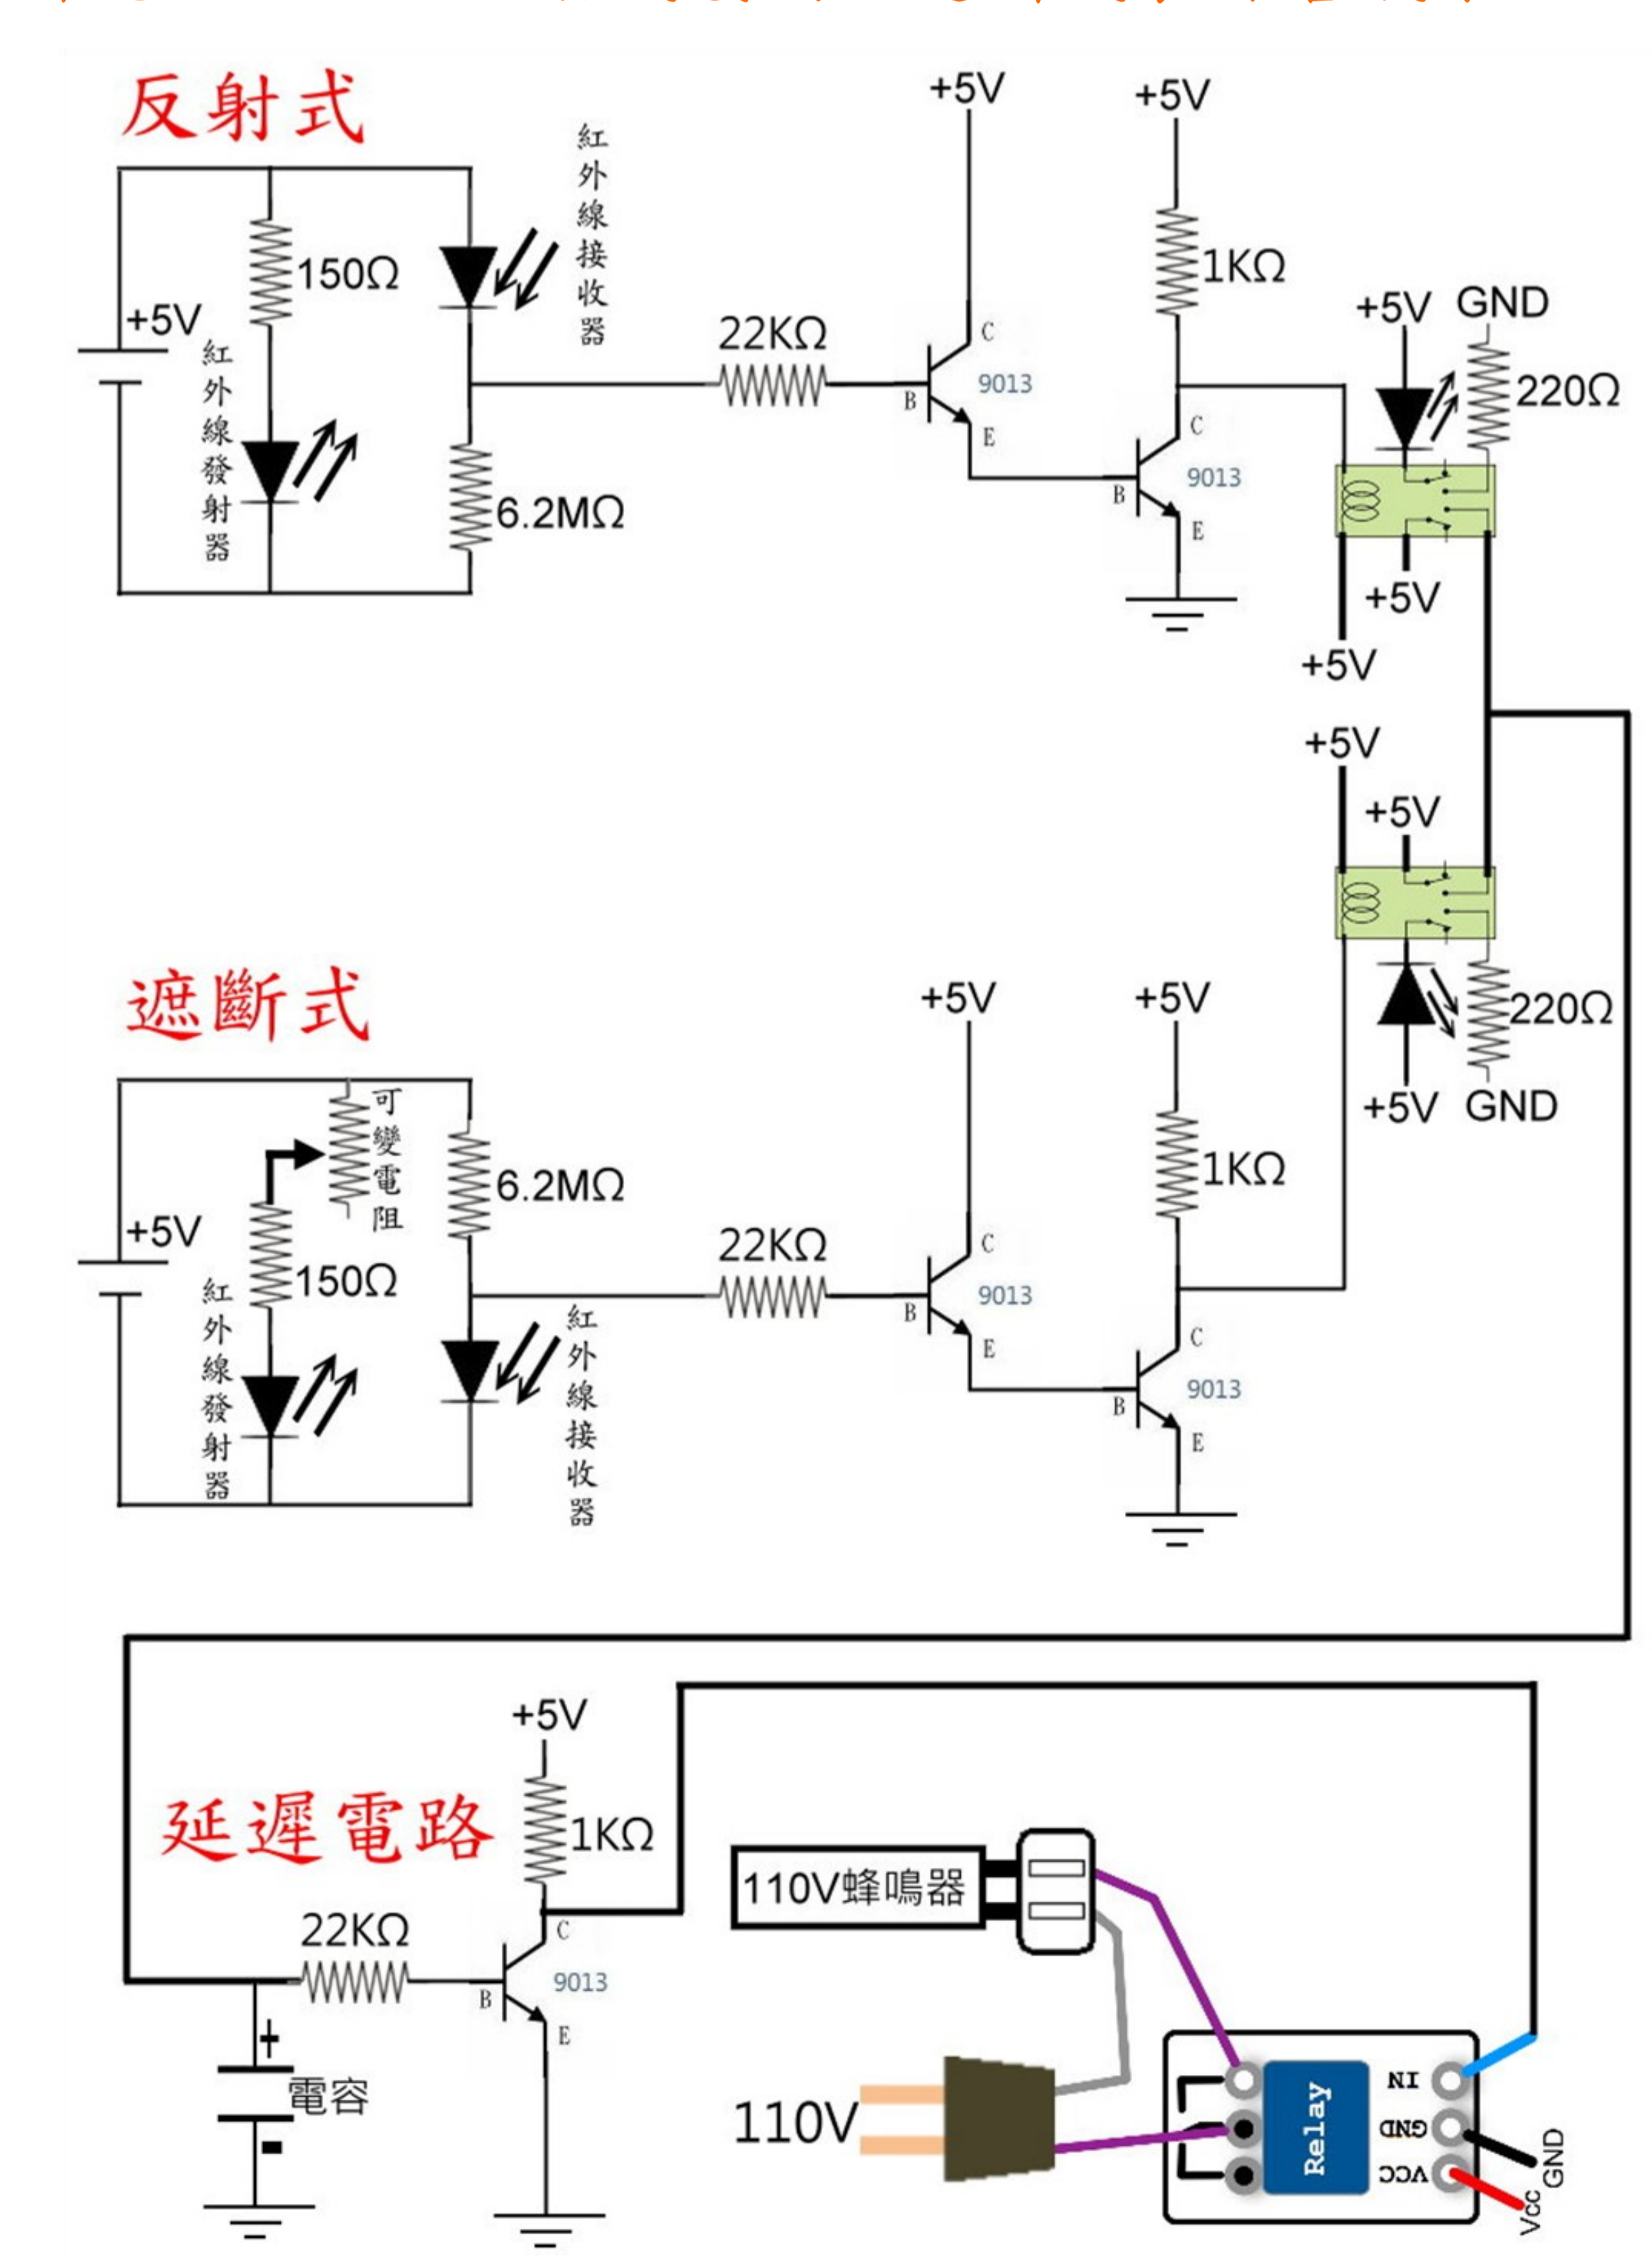 反射式
+5V
+5V
紅外線接收器
150Ω
1KΩ
+5V
紅外線發射器
22KΩ
+5V
GND
220Ω
C
9013
B
E
C
9013
B
E
6.2MΩ
+5V
+5V
+5V
+5V
遮斷式
+5V
+5V
220Ω
+5V
GND
可變電阻
6.2MΩ
1KΩ
+5V
150Ω
22KΩ
紅外線發射器
紅外線接收器
C
9013
B
E
C
9013
B
E
+5V
延遲電路
1KΩ
22KΩ
C
9013
B
E
+
電容
-
110V蜂鳴器
110V
Relay
IN
GND
VCC
GND
Vcc